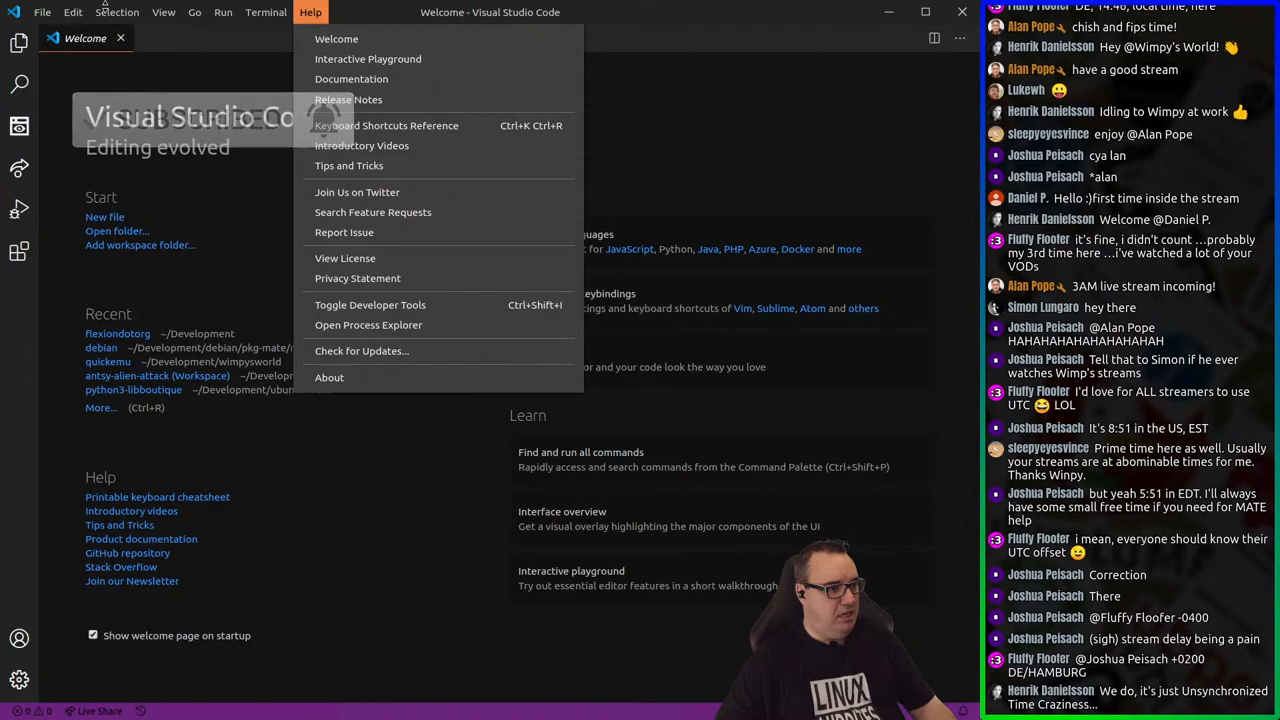 File Edit Selection View Go Run Terminal Help
Welcome - Visual Studio Code
Welcome
Visual Studio Co
SUBSCRIBED
Editing evolved
Start
New file
Open folder...
Add workspace folder...
Recent
flexiondotorg ~/Development
debian ~/Development/debian/pkg-mate/
quickemu ~/Development/wimpysworld
antsy-alien-attack (Workspace) ~/Develop
python3-libboutique ~/Development/ubun
More... (Ctrl+R)
Help
Printable keyboard cheatsheet
Introductory videos
Tips and Tricks
Product documentation
GitHub repository
Stack Overflow
Join our Newsletter
Show welcome page on startup
Welcome
Interactive Playground
Documentation
Release Notes
Keyboard Shortcuts Reference Ctrl+K Ctrl+R
Introductory Videos
Tips and Tricks
Join Us on Twitter
Search Feature Requests
Report Issue
View License
Privacy Statement
Toggle Developer Tools Ctrl+Shift+I
Open Process Explorer
Check for Updates...
About
guages
t for JavaScript, Python, Java, PHP, Azure, Docker and more
eybindings
tings and keyboard shortcuts of Vim, Sublime, Atom and others
or and your code look the way you love
Learn
Find and run all commands
Rapidly access and search commands from the Command Palette (Ctrl+Shift+P)
Interface overview
Get a visual overlay highlighting the major components of the UI
Interactive playground
Try out essential editor features in a short walkthrough
LINUX
0 0 Live Share
Fluffy Floofer DE, 14:46, local time, here
Alan Pope chish and fips time!
Henrik Danielsson Hey @Wimpy's World! 👋
Alan Pope have a good stream
Lukewh 😛
Henrik Danielsson Idling to Wimpy at work 👍
sleepyeyesvince enjoy @Alan Pope
Joshua Peisach cya lan
Joshua Peisach *alan
Daniel P. Hello :)first time inside the stream
Henrik Danielsson Welcome @Daniel P.
Fluffy Floofer it's fine, i didn't count …probably
my 3rd time here …i've watched a lot of your
VODs
Alan Pope 3AM live stream incoming!
Simon Lungaro hey there
Joshua Peisach @Alan Pope
HAHAHAHAHAHAHAHAH
Joshua Peisach Tell that to Simon if he ever
watches Wimp's streams
Fluffy Floofer I'd love for ALL streamers to use
UTC 😆 LOL
Joshua Peisach It's 8:51 in the US, EST
sleepyeyesvince Prime time here as well. Usually
your streams are at abominable times for me.
Thanks Winpy.
Joshua Peisach but yeah 5:51 in EDT. I'll always
have some small free time if you need for MATE
help
Fluffy Floofer i mean, everyone should know their
UTC offset 😉
Joshua Peisach Correction
Joshua Peisach There
Joshua Peisach @Fluffy Floofer -0400
Joshua Peisach (sigh) stream delay being a pain
Fluffy Floofer @Joshua Peisach +0200
DE/HAMBURG
Henrik Danielsson We do, it's just Unsynchronized
Time Craziness...